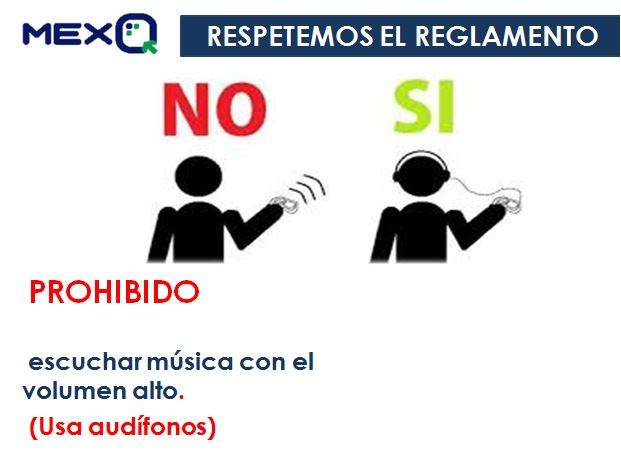 MEXQ
RESPETEMOS EL REGLAMENTO
NO
SI
PROHIBIDO
escuchar música con el
volumen alto.
(Usa audífonos)